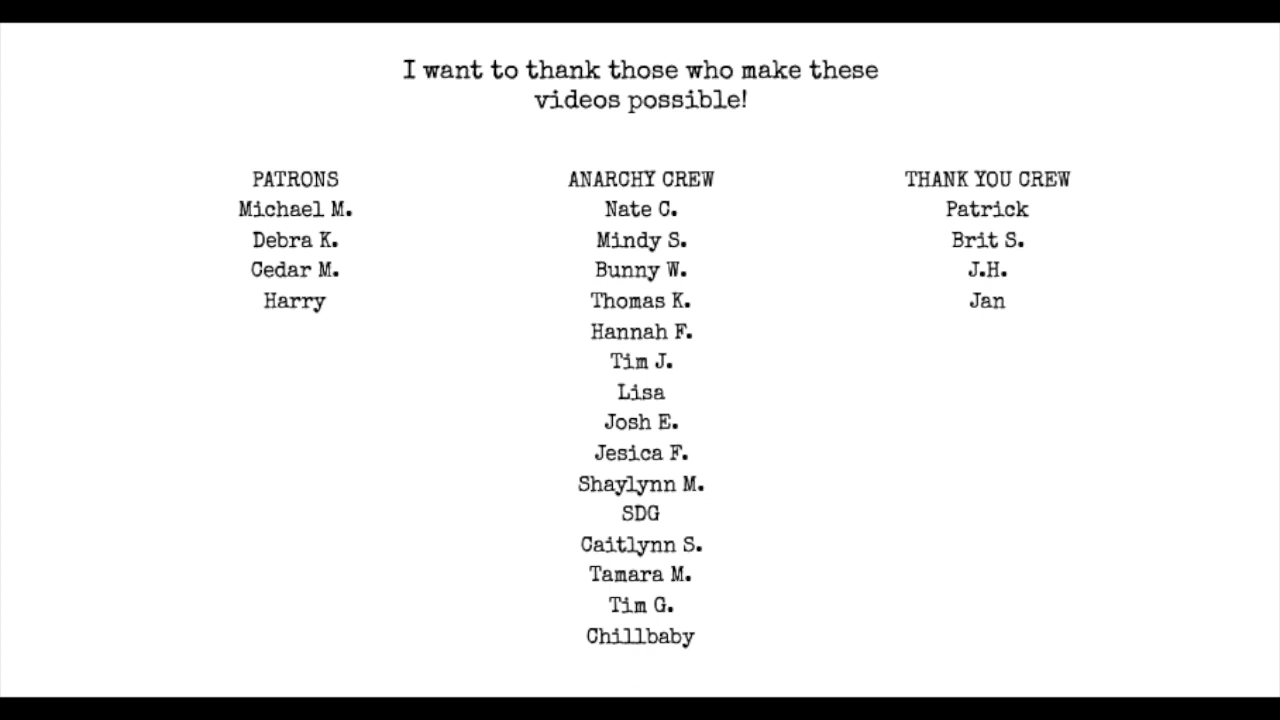 I want to thank those who make these
videos possible!
PATRONS
Michael M.
Debra K.
Cedar M.
Harry
ANARCHY CREW
Nate C.
Mindy S.
Bunny W.
Thomas K.
Hannah F.
Tim J.
Lisa
Josh E.
Jesica F.
Shaylynn M.
SDG
Caitlynn S.
Tamara M.
Tim G.
Chillbaby
THANK YOU CREW
Patrick
Brit S.
J.H.
Jan